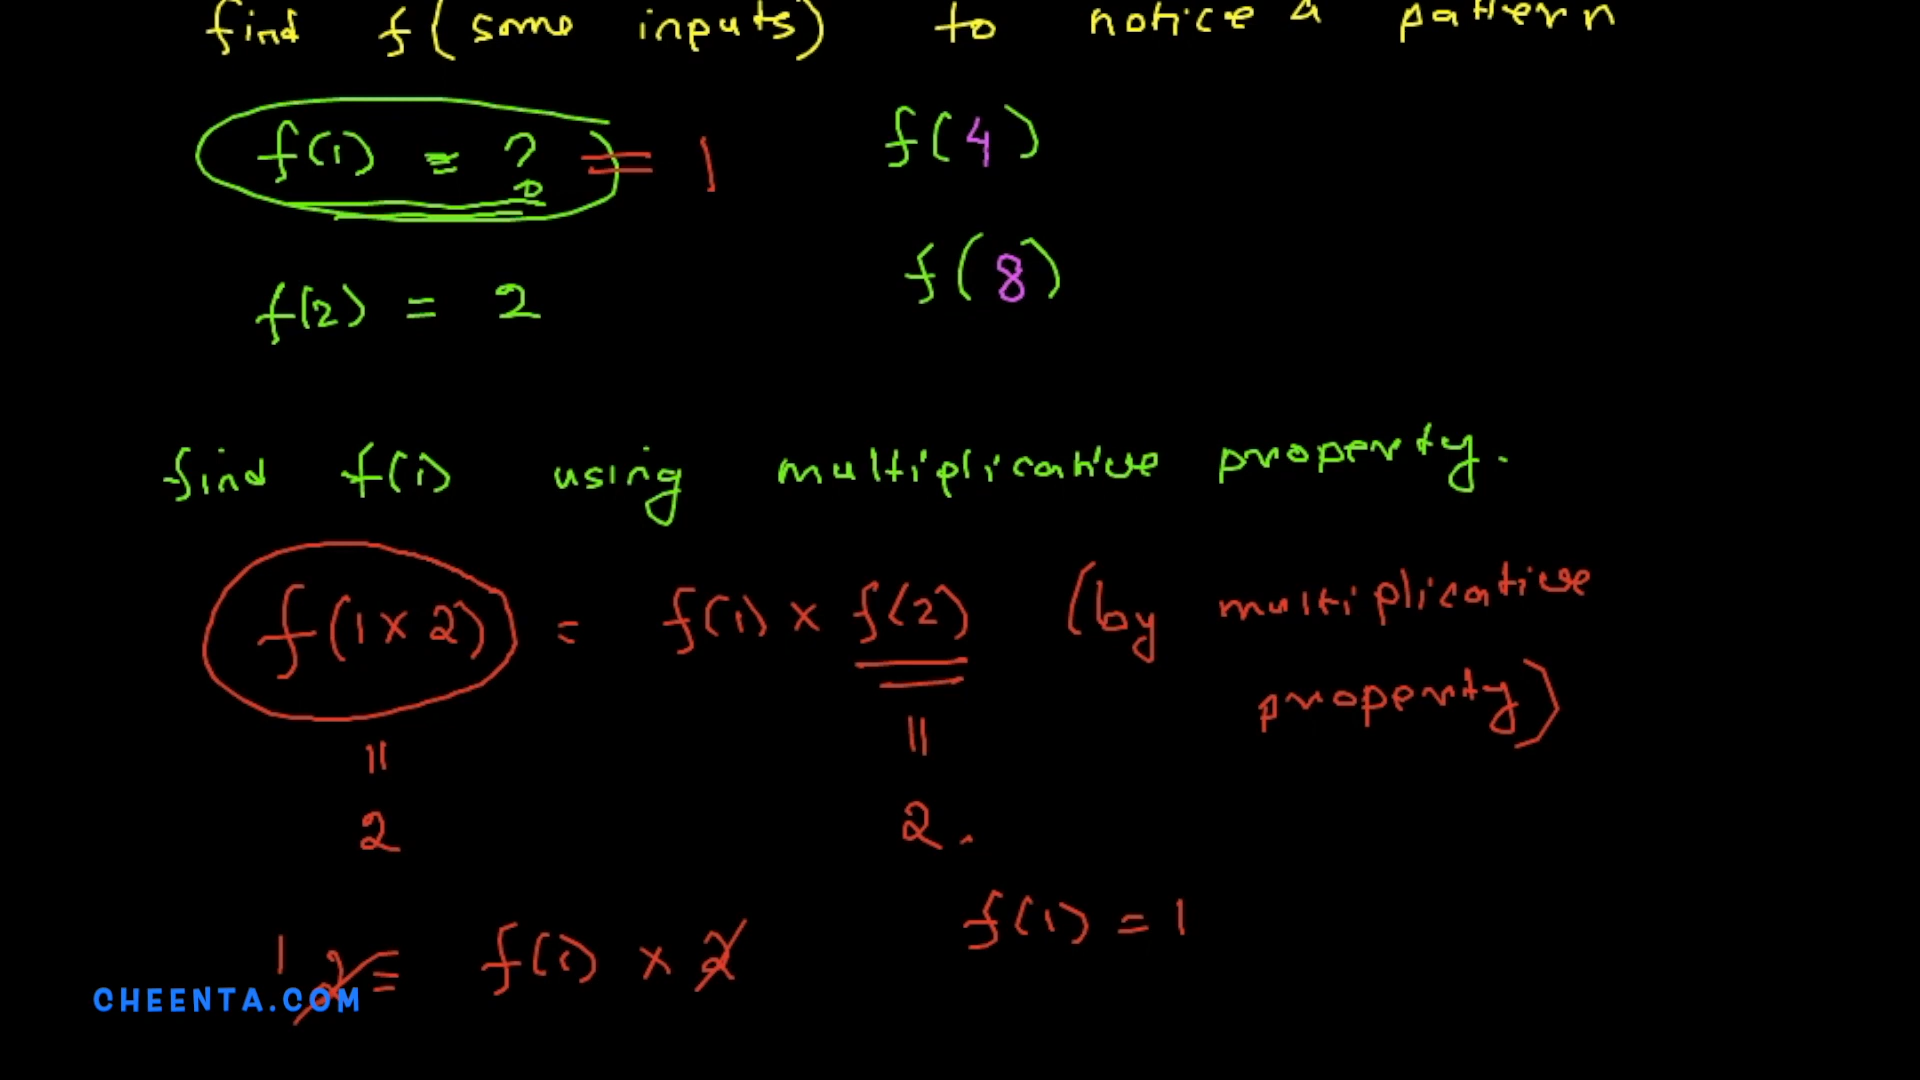 find f(some inputs) to notice a pattern
f(1) = ? = 1
f(4)
f(2) = 2
f(8)
find f(1) using multiplicative property.
f(1 × 2) = f(1) × f(2) (by multiplicative
property)
॥ ॥
2 2.
f(1) = 1
1 2 = f(1) × 2
CHEENTA.COM